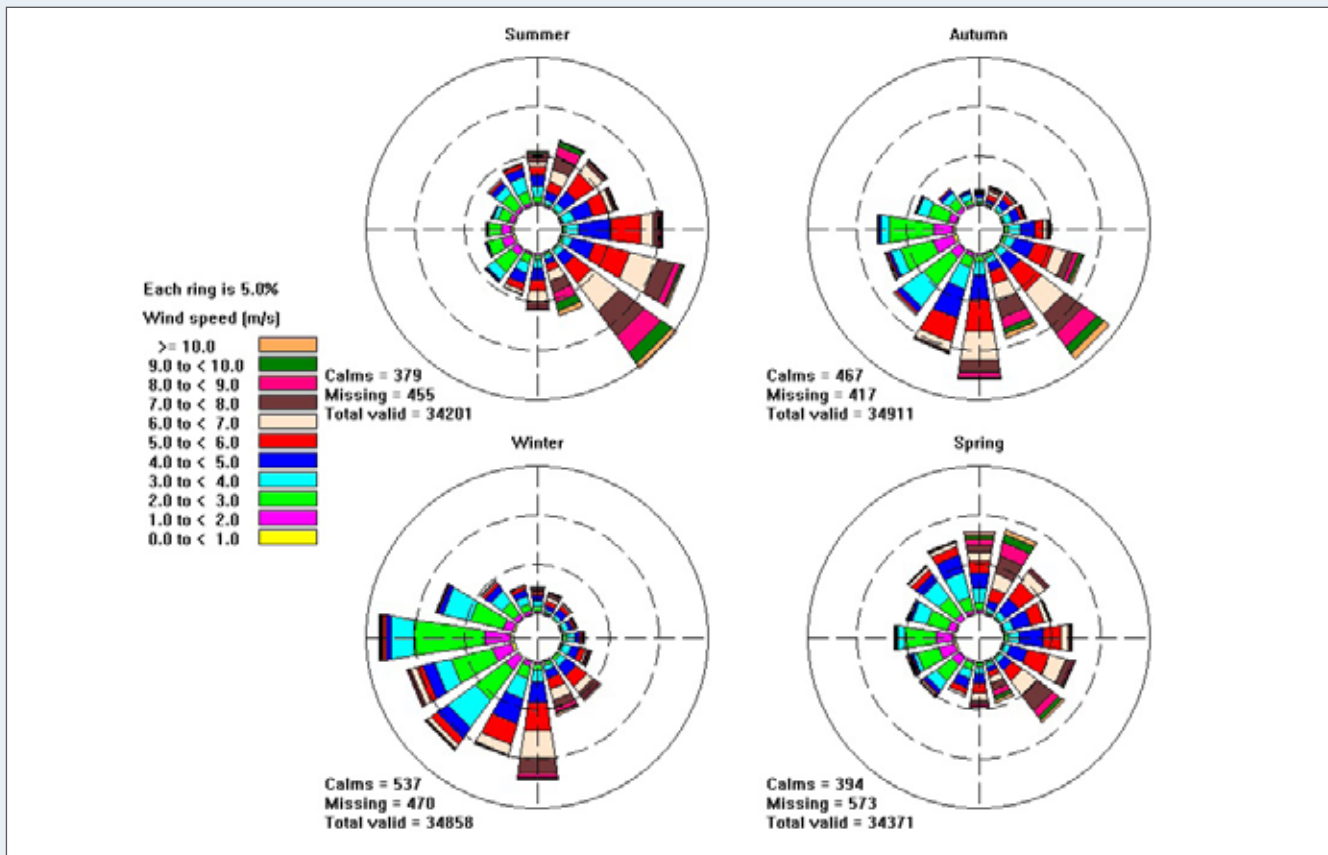 Summer
Autumn
Each ring is 5.0%
Wind speed (m/s)
>= 10.0
9.0 to < 10.0
8.0 to < 9.0
7.0 to < 8.0
6.0 to < 7.0
5.0 to < 6.0
4.0 to < 5.0
3.0 to < 4.0
2.0 to < 3.0
1.0 to < 2.0
0.0 to < 1.0
Calms = 379
Missing = 455
Total valid = 34201
Calms = 467
Missing = 417
Total valid = 34911
Winter
Spring
Calms = 537
Missing = 470
Total valid = 34858
Calms = 394
Missing = 573
Total valid = 34371